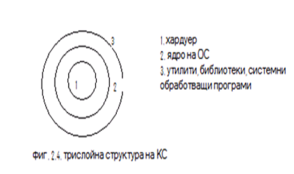 3
1. хардуер
2. ядро на ОС
3. утилити, библиотеки, системни
обработващи програми
1
2
фиг. 2.4. трислойна структура на КС